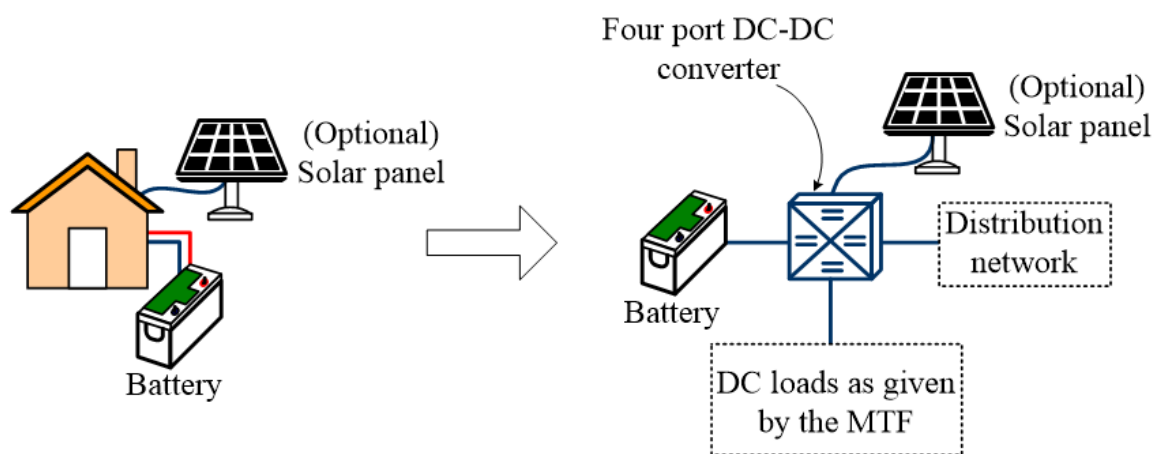 (Optional)
Solar panel
Battery
Four port DC-DC
converter
(Optional)
Solar panel
Battery
Distribution
network
DC loads as given
by the MTF